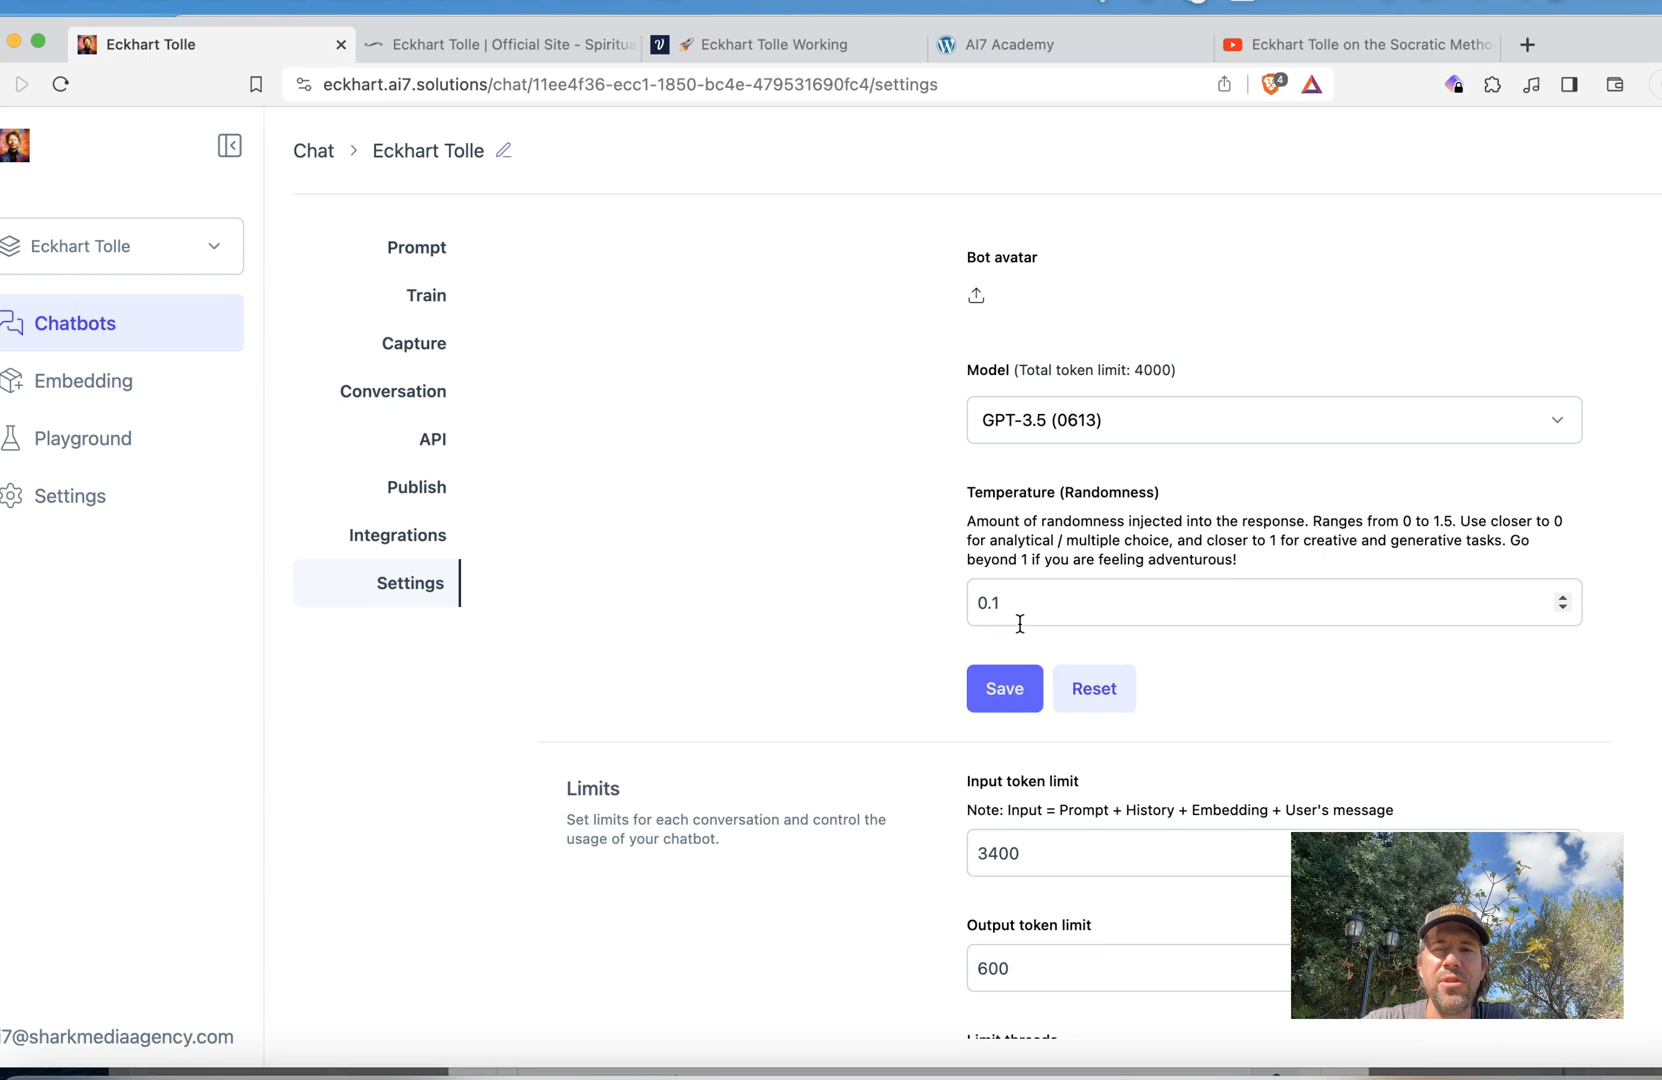 Eckhart Tolle
Eckhart Tolle | Official Site - Spiritua
Eckhart Tolle Working
AI7 Academy
Eckhart Tolle on the Socratic Metho
eckhart.ai7.solutions/chat/11ee4f36-ecc1-1850-bc4e-479531690fc4/settings
4
Chat > Eckhart Tolle
Eckhart Tolle
Chatbots
Embedding
Playground
Settings
i7@sharkmediaagency.com
Prompt
Train
Capture
Conversation
API
Publish
Integrations
Settings
Bot avatar
Model (Total token limit: 4000)
GPT-3.5 (0613)
Temperature (Randomness)
Amount of randomness injected into the response. Ranges from 0 to 1.5. Use closer to 0
for analytical / multiple choice, and closer to 1 for creative and generative tasks. Go
beyond 1 if you are feeling adventurous!
0.1
Save
Reset
Limits
Set limits for each conversation and control the
usage of your chatbot.
Input token limit
Note: Input = Prompt + History + Embedding + User's message
3400
Output token limit
600